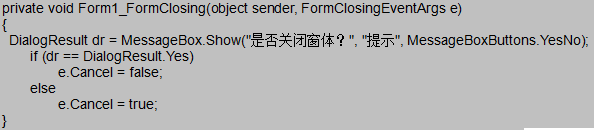 private void Form1_FormClosing(object sender, FormClosingEventArgs e)
{
DialogResult dr = MessageBox.Show("是否关闭窗体？", "提示", MessageBoxButtons.YesNo);
if (dr == DialogResult.Yes)
e.Cancel = false;
else
e.Cancel = true;
}